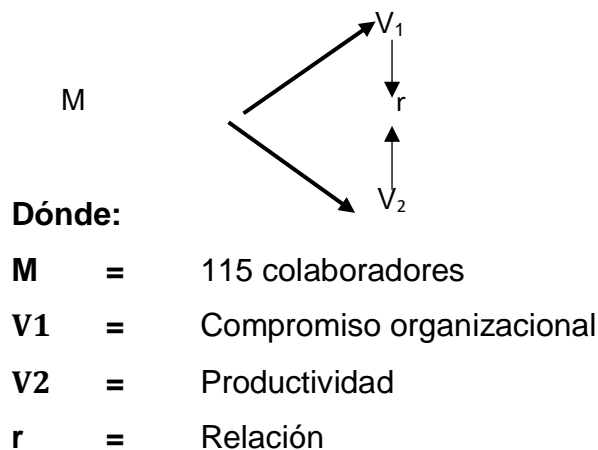 V₁
M
r
V₂
Dónde:
M = 115 colaboradores
V1 = Compromiso organizacional
V2 = Productividad
r = Relación